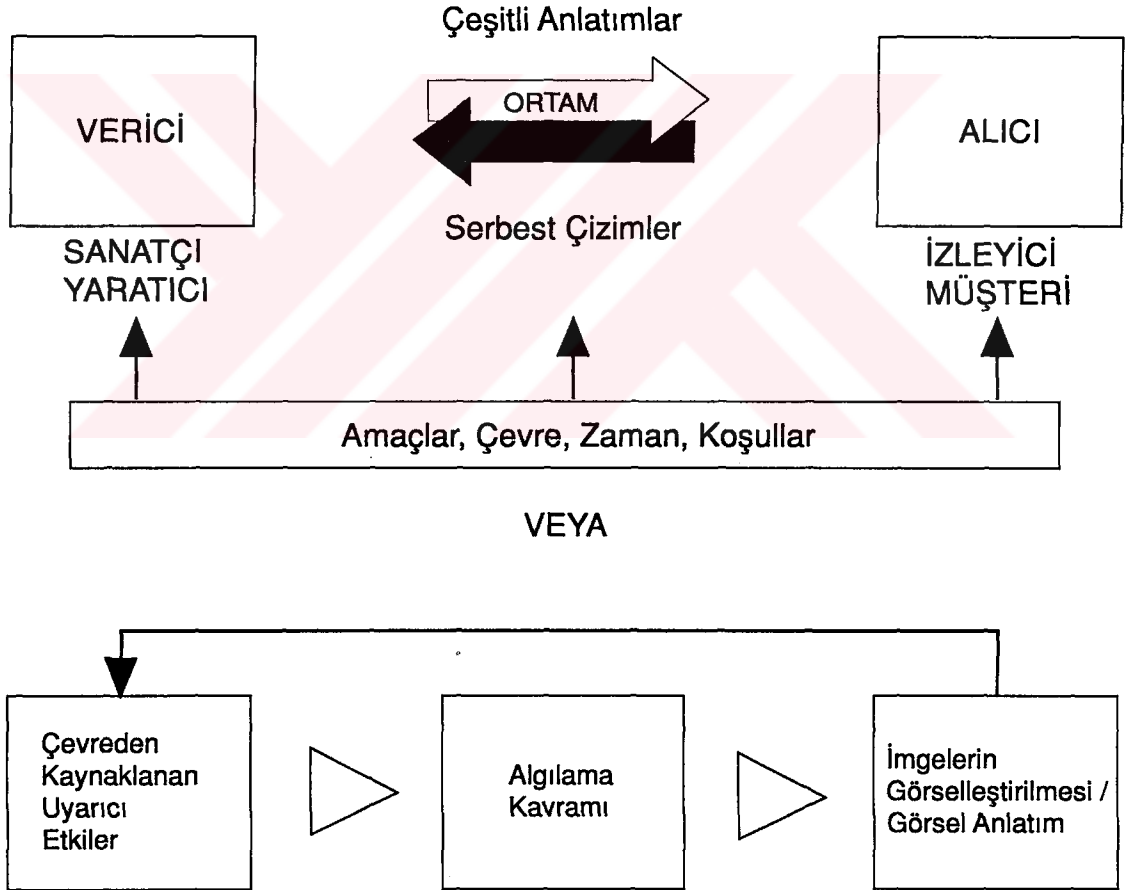 Çeşitli Anlatımlar
VERİCİ
ORTAM
ALICI
Serbest Çizimler
SANATÇI
YARATICI
İZLEYİCİ
MÜŞTERİ
Amaçlar, Çevre, Zaman, Koşullar
VEYA
Çevreden
Kaynaklanan
Uyarıcı
Etkiler
Algılama
Kavramı
İmgelerin
Görselleştirilmesi /
Görsel Anlatım